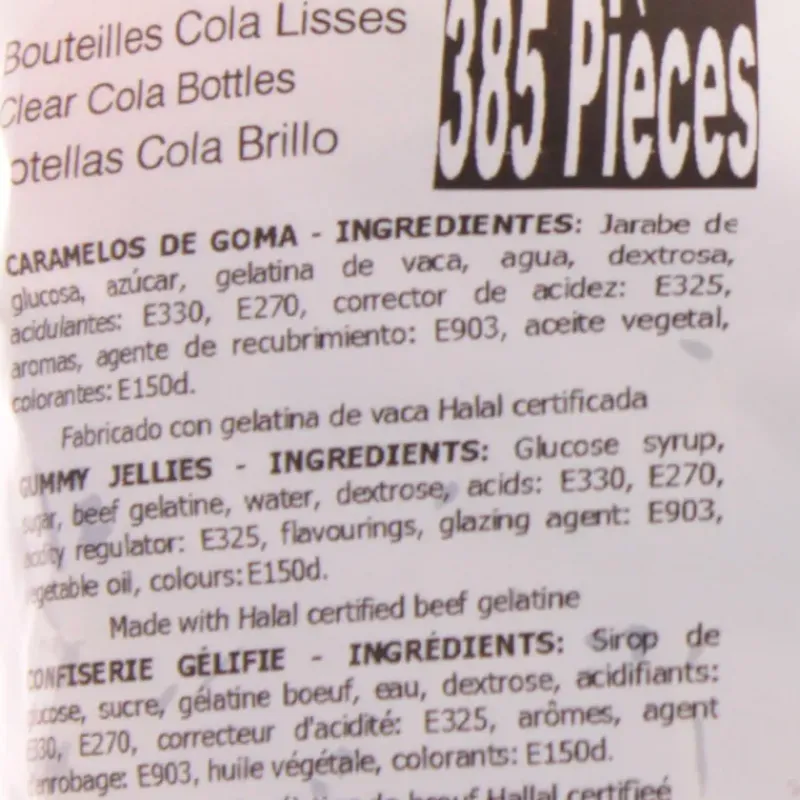 Bouteilles Cola Lisses
Clear Cola Bottles
otellas Cola Brillo
385 Pièces
CARAMELOS DE GOMA - INGREDIENTES: Jarabe de
glucosa, azúcar, gelatina de vaca, agua, dextrosa,
acidulantes: E330, E270, corrector de acidez: E325,
aromas, agente de recubrimiento: E903, aceite vegetal,
colorantes: E150d.
Fabricado con gelatina de vaca Halal certificada
GUMMY JELLIES - INGREDIENTS: Glucose syrup,
sugar, beef gelatine, water, dextrose, acids: E330, E270,
acidity regulator: E325, flavourings, glazing agent: E903,
vegetable oil, colours: E150d.
Made with Halal certified beef gelatine
CONFISERIE GÉLIFIE - INGRÉDIENTS: Sirop de
glucose, sucre, gélatine boeuf, eau, dextrose, acidifiants:
E330, E270, correcteur d'acidité: E325, arômes, agent
d'enrobage: E903, huile végétale, colorants: E150d.
de boeuf Hallal certifieé